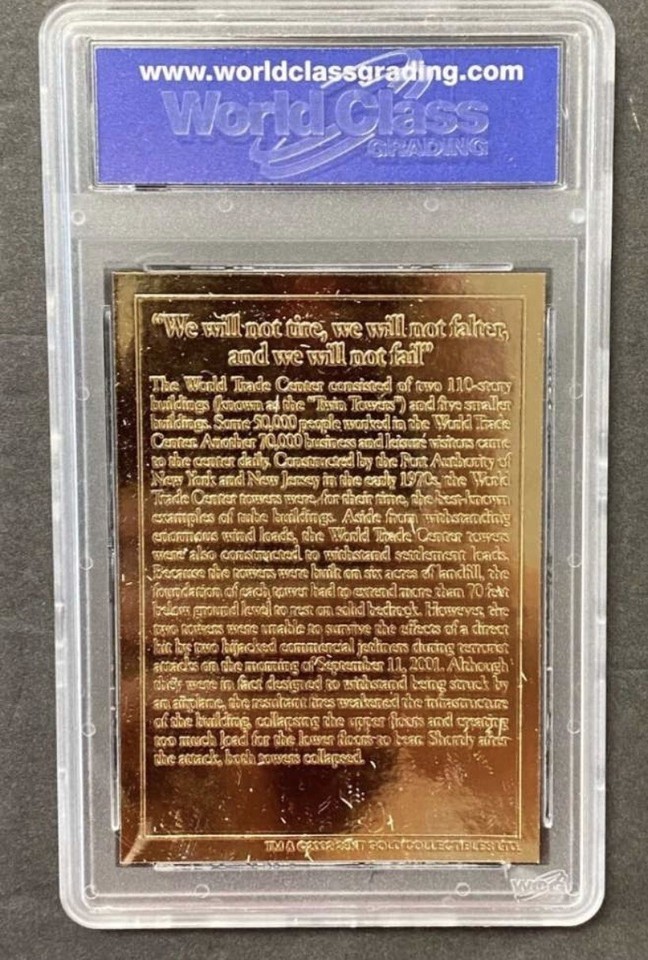 www.worldclassgrading.com
World Class
GRADING
"We will not tire, we will not falter,
and we will not fail"
The World Trade Center consisted of two 110-story
buildings (known as the "Twin Towers") and five smaller
buildings. Some 50,000 people worked in the World Trade
Center. Another 70,000 business and leisure visitors came
to the center daily. Constructed by the Port Authority of
New York and New Jersey in the early 1970s, the World
Trade Center towers were, for their time, the best-known
examples of tube buildings. Aside from withstanding
enormous wind loads, the World Trade Center towers
were also constructed to withstand settlement loads.
Because the towers were built on six acres of landfill, the
foundation of each tower had to extend more than 70 feet
below ground level to rest on solid bedrock. However, the
two towers were unable to survive the effects of a direct
hit by two hijacked commercial jetliners during terrorist
attacks on the morning of September 11, 2001. Although
they were in fact designed to withstand being struck by
an airplane, the resultant fires weakened the infrastructure
of the building, collapsing the upper floors and creating
too much load for the lower floors to bear. Shortly after
the attack, both towers collapsed.
TM & © GOLD COLLECTIBLES LTD.
WCG